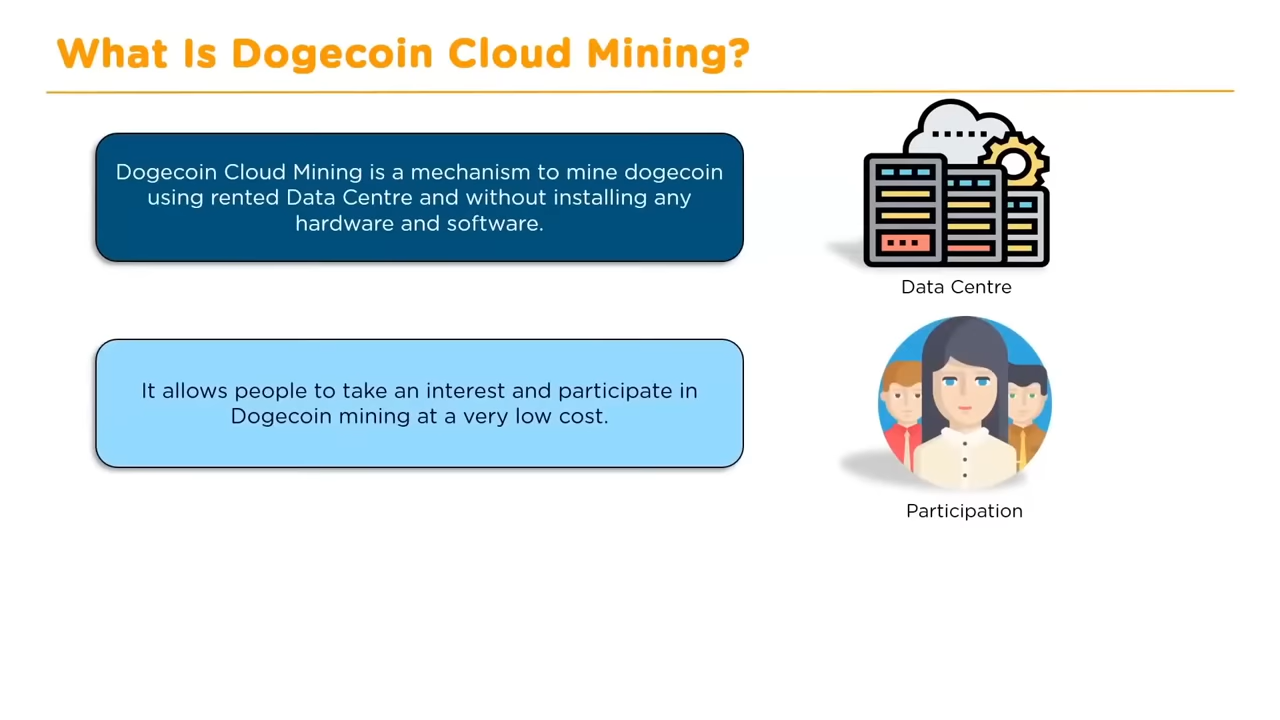 What Is Dogecoin Cloud Mining?
Dogecoin Cloud Mining is a mechanism to mine dogecoin
using rented Data Centre and without installing any
hardware and software.
Data Centre
It allows people to take an interest and participate in
Dogecoin mining at a very low cost.
Participation